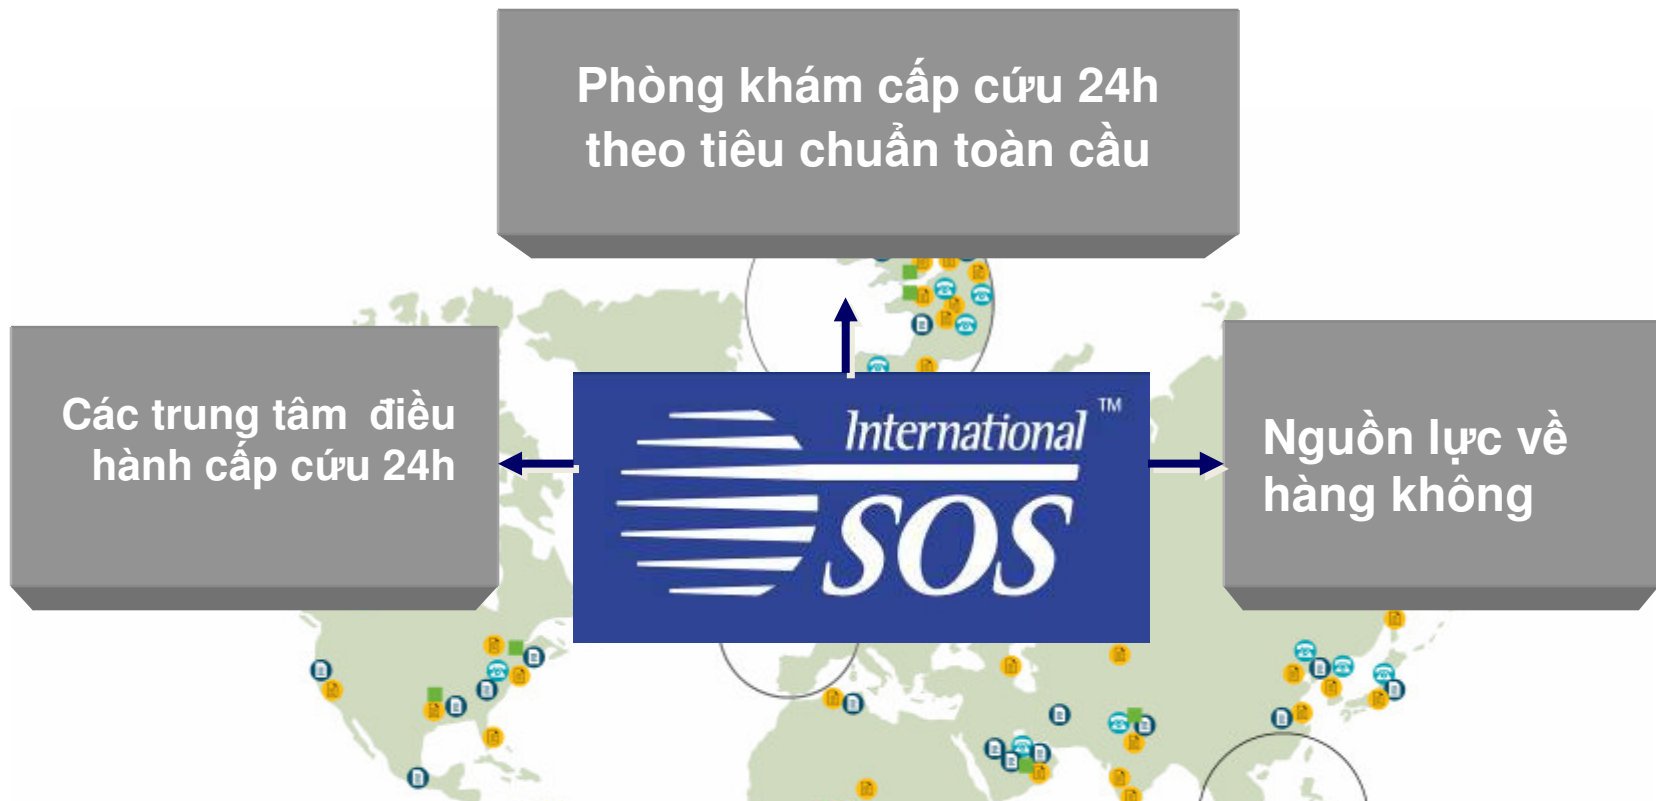 Phòng khám cấp cứu 24h
theo tiêu chuẩn toàn cầu
Các trung tâm điều
hành cấp cứu 24h
International™
SOS
Nguồn lực về
hàng không